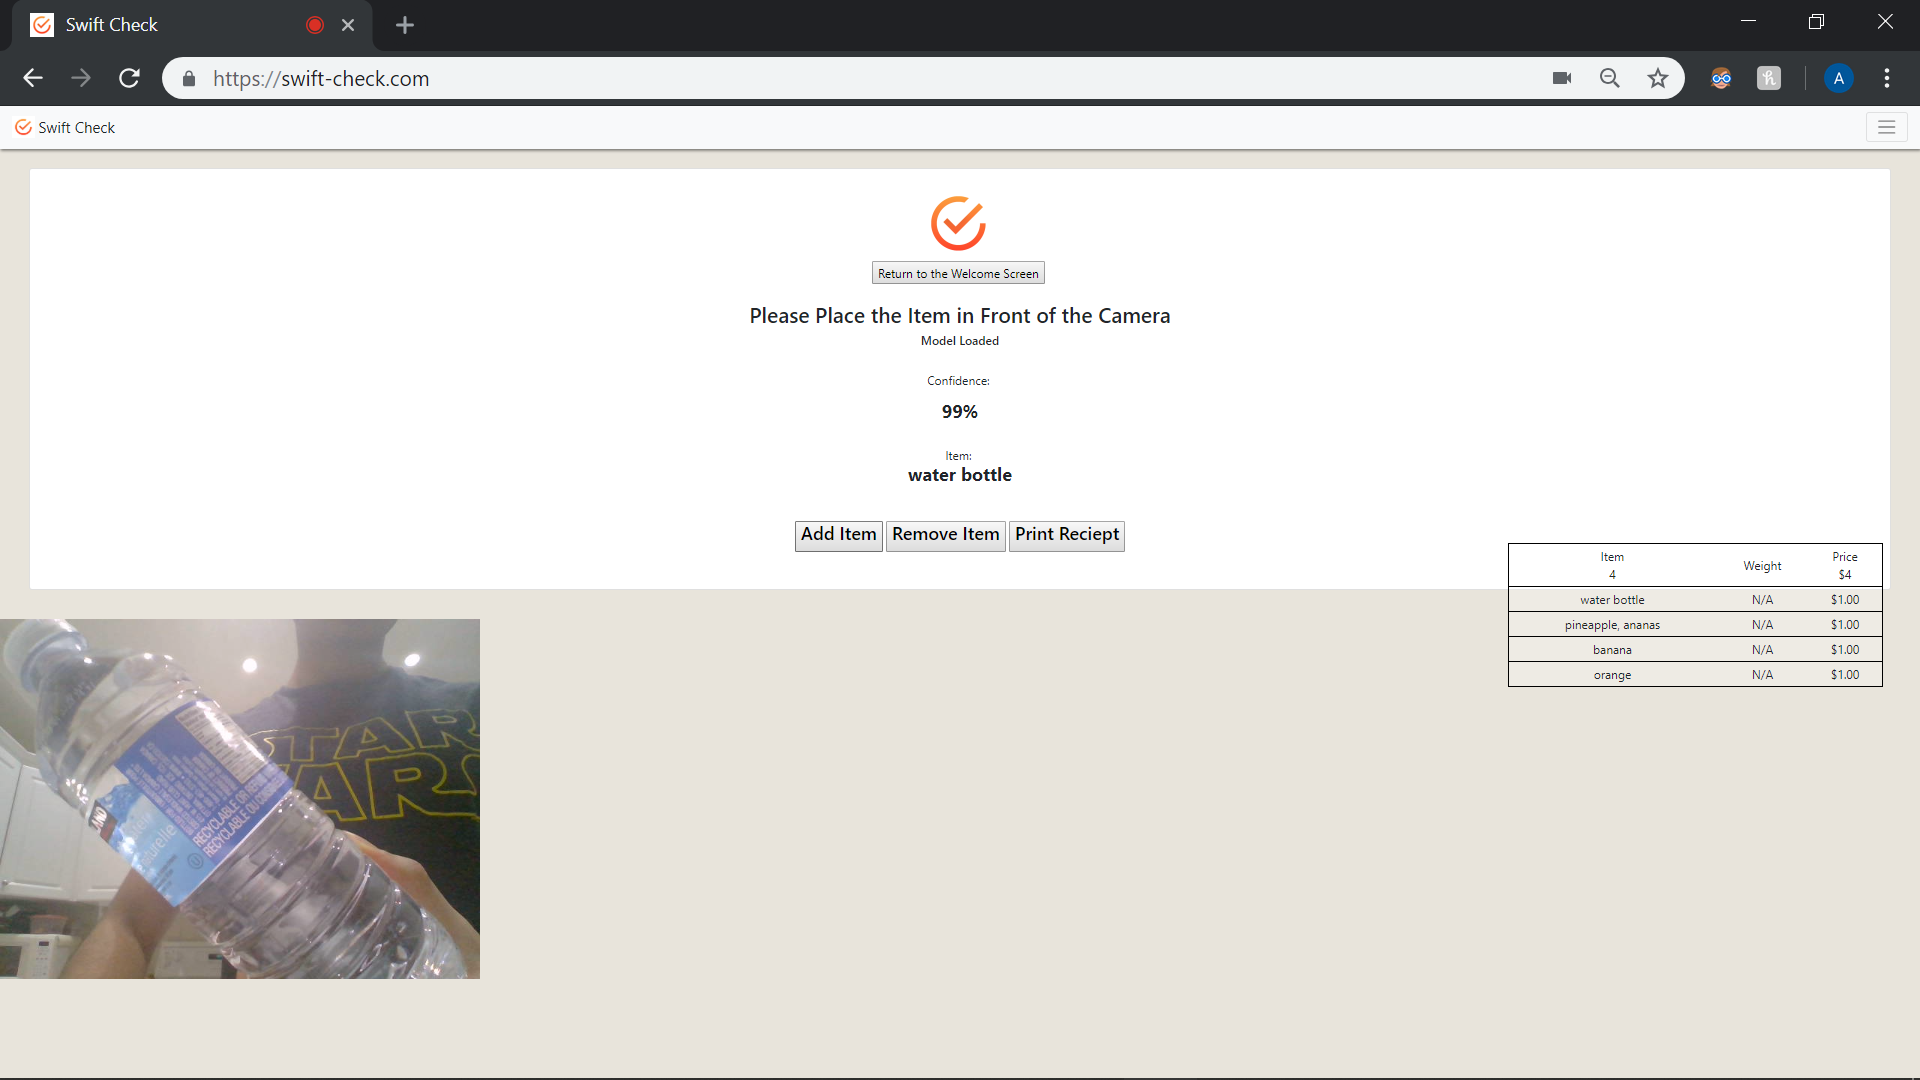 Swift Check
https://swift-check.com
A
Swift Check
Return to the Welcome Screen
Please Place the Item in Front of the Camera
Model Loaded
Confidence:
99%
Item:
water bottle
Add Item Remove Item Print Reciept
Item Weight Price
4 $4
water bottle N/A $1.00
pineapple, ananas N/A $1.00
banana N/A $1.00
orange N/A $1.00
STAR
WARS
RECYCLABLE OR
RECYCLABLE OU